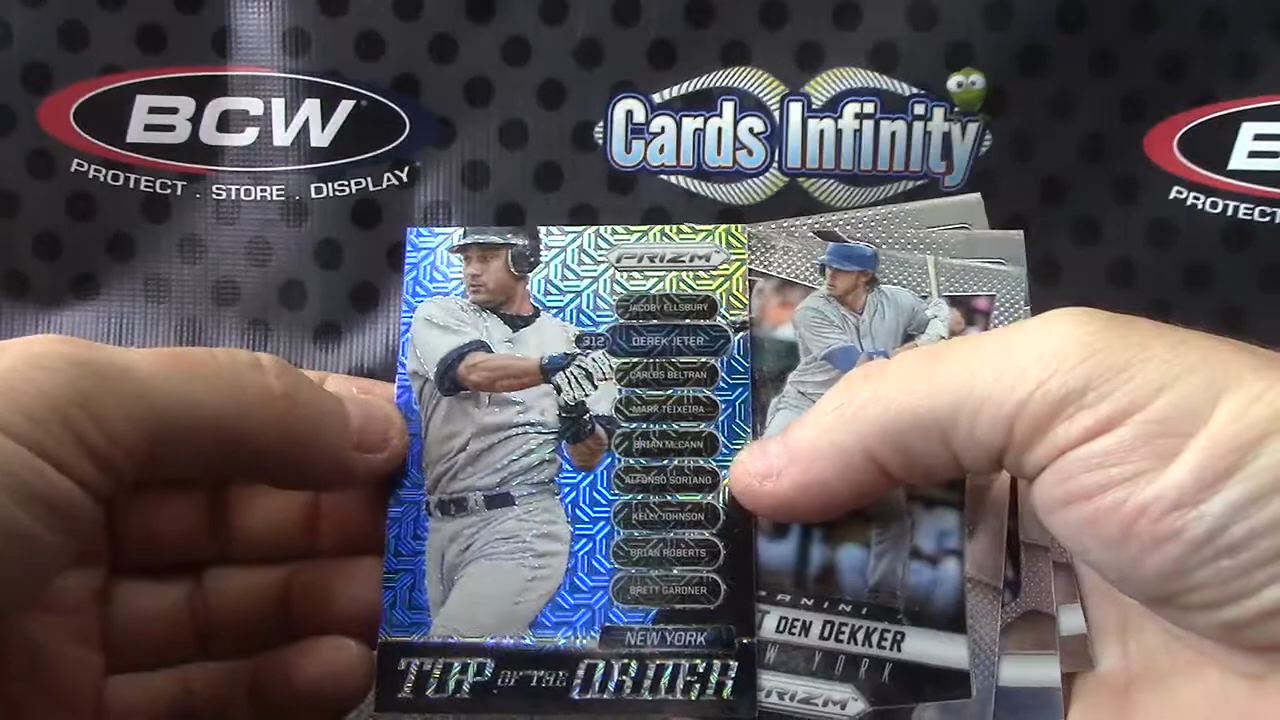 BCW
PROTECT . STORE . DISPLAY
Cards Infinity
PROTECT
PRIZM
JACOBY ELLSBURY
312 DEREK JETER
CARLOS BELTRAN
MARK TEIXEIRA
BRIAN McCANN
ALFONSO SORIANO
KELLY JOHNSON
BRIAN ROBERTS
BRETT GARDNER
NEW YORK
TOP OF THE ORDER
PANINI
T DEN DEKKER
W YORK
PRIZM